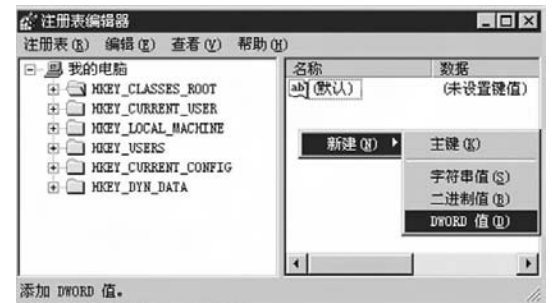 注册表编辑器
注册表(R) 编辑(E) 查看(V) 帮助(H)
我的电脑
HKEY_CLASSES_ROOT
HKEY_CURRENT_USER
HKEY_LOCAL_MACHINE
HKEY_USERS
HKEY_CURRENT_CONFIG
HKEY_DYN_DATA
名称 数据
ab (默认) (未设置键值)
新建(N)
主键(K)
字符串值(S)
二进制值(B)
DWORD 值(D)
添加 DWORD 值。